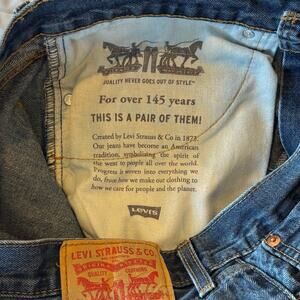 QUALITY NEVER GOES OUT OF STYLE™
For over 145 years
THIS IS A PAIR OF THEM!
Created by Levi Strauss & Co in 1873.
Our jeans have become an American
tradition, symbolizing the spirit of
the west to people all over the world.
Progress is woven into everything we
do, from how we make our clothing to
how we care for people and the planet.
LEVI'S
LEVI STRAUSS & CO
QUALITY CLOTHING